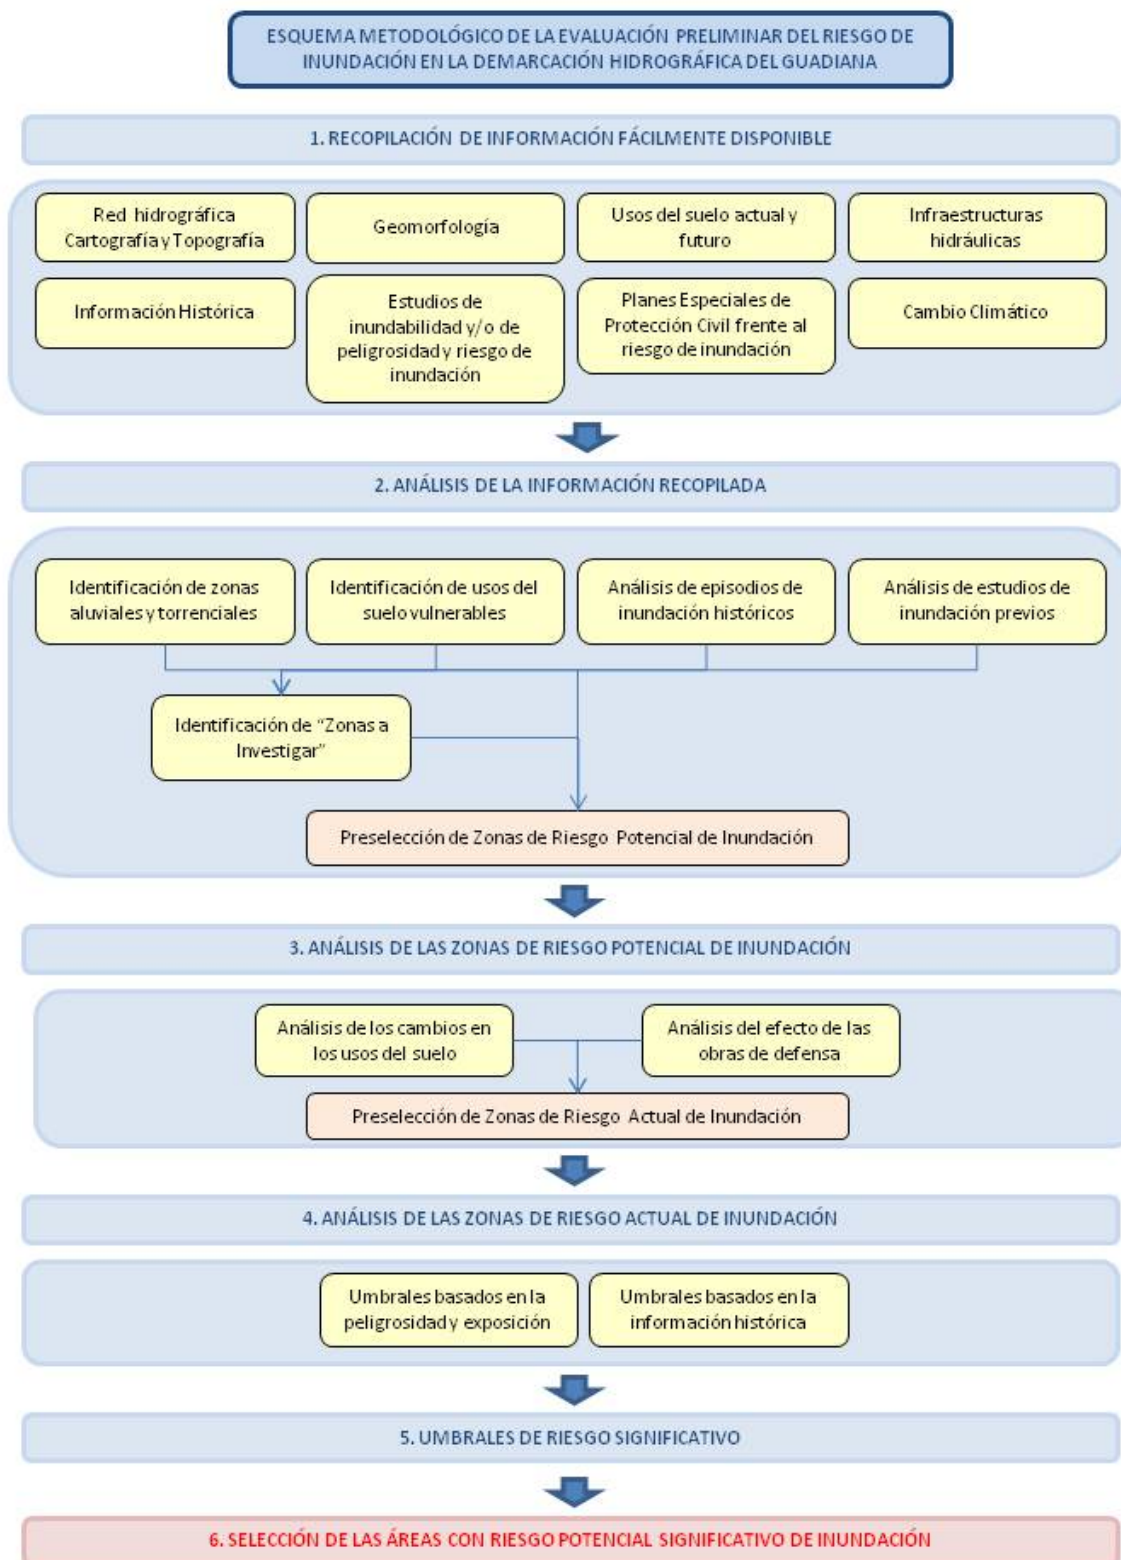 ESQUEMA METODOLÓGICO DE LA EVALUACIÓN PRELIMINAR DEL RIESGO DE
INUNDACIÓN EN LA DEMARCACIÓN HIDROGRÁFICA DEL GUADIANA
1. RECOPILACIÓN DE INFORMACIÓN FÁCILMENTE DISPONIBLE
Red hidrográfica
Cartografía y Topografía
Geomorfología
Usos del suelo actual y
futuro
Infraestructuras
hidráulicas
Información Histórica
Estudios de
inundabilidad y/o de
peligrosidad y riesgo de
inundación
Planes Especiales de
Protección Civil frente al
riesgo de inundación
Cambio Climático
2. ANÁLISIS DE LA INFORMACIÓN RECOPILADA
Identificación de zonas
aluviales y torrenciales
Identificación de usos del
suelo vulnerables
Análisis de episodios de
inundación históricos
Análisis de estudios de
inundación previos
Identificación de “Zonas a
Investigar”
Preselección de Zonas de Riesgo Potencial de Inundación
3. ANÁLISIS DE LAS ZONAS DE RIESGO POTENCIAL DE INUNDACIÓN
Análisis de los cambios en
los usos del suelo
Análisis del efecto de las
obras de defensa
Preselección de Zonas de Riesgo Actual de Inundación
4. ANÁLISIS DE LAS ZONAS DE RIESGO ACTUAL DE INUNDACIÓN
Umbrales basados en la
peligrosidad y exposición
Umbrales basados en la
información histórica
5. UMBRALES DE RIESGO SIGNIFICATIVO
6. SELECCIÓN DE LAS ÁREAS CON RIESGO POTENCIAL SIGNIFICATIVO DE INUNDACIÓN